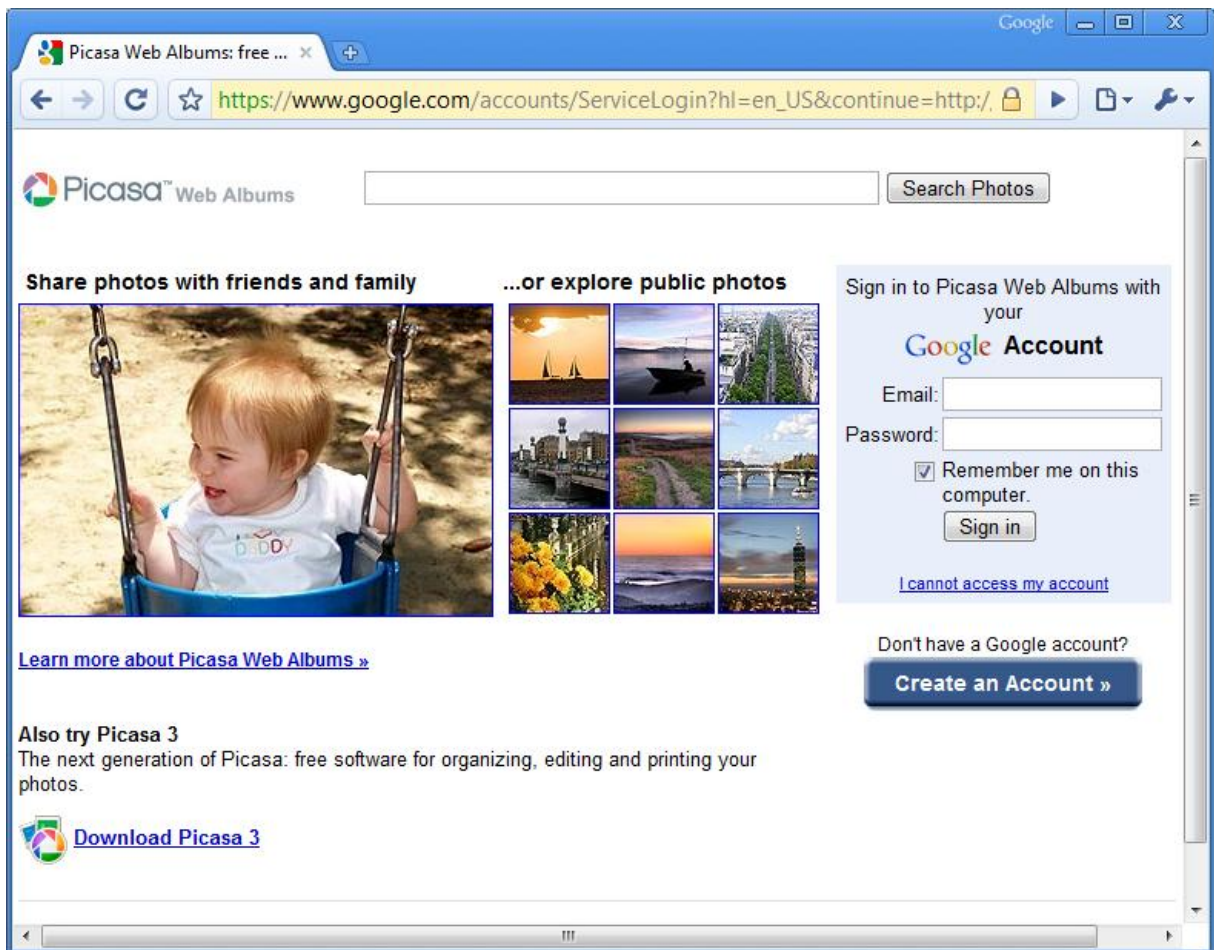 Google
Picasa Web Albums: free ...
https://www.google.com/accounts/ServiceLogin?hl=en_US&continue=http:/
Picasa™ Web Albums
Search Photos
Share photos with friends and family
...or explore public photos
DADDY
Sign in to Picasa Web Albums with
your
Google Account
Email:
Password:
Remember me on this
computer.
Sign in
I cannot access my account
Don't have a Google account?
Create an Account »
Learn more about Picasa Web Albums »
Also try Picasa 3
The next generation of Picasa: free software for organizing, editing and printing your
photos.
Download Picasa 3